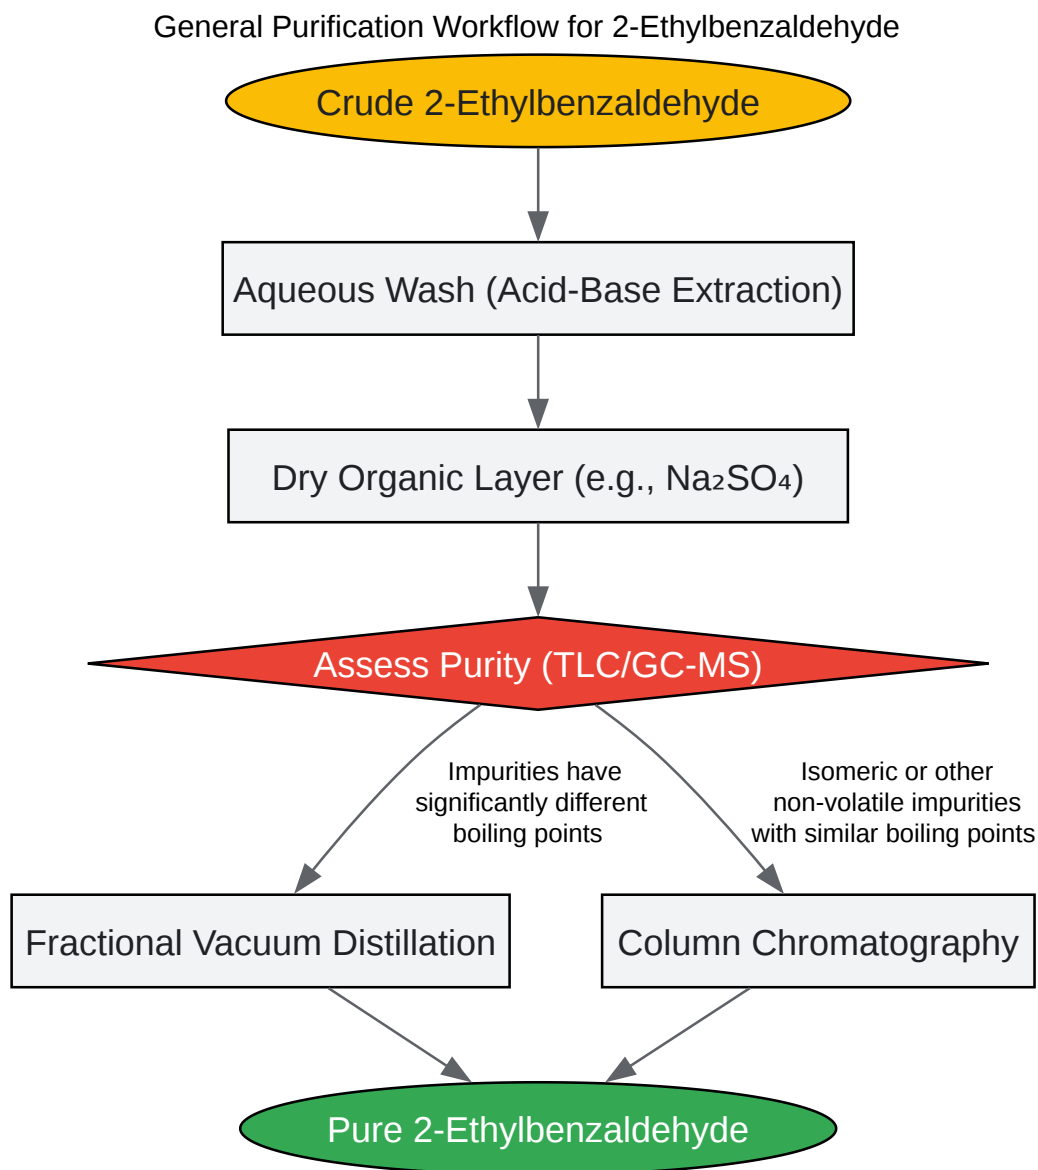 General Purification Workflow for 2-Ethylbenzaldehyde
Crude 2-Ethylbenzaldehyde
Aqueous Wash (Acid-Base Extraction)
Dry Organic Layer (e.g., Na₂SO₄)
Assess Purity (TLC/GC-MS)
Impurities have
significantly different
boiling points
Isomeric or other
non-volatile impurities
with similar boiling points
Fractional Vacuum Distillation
Column Chromatography
Pure 2-Ethylbenzaldehyde